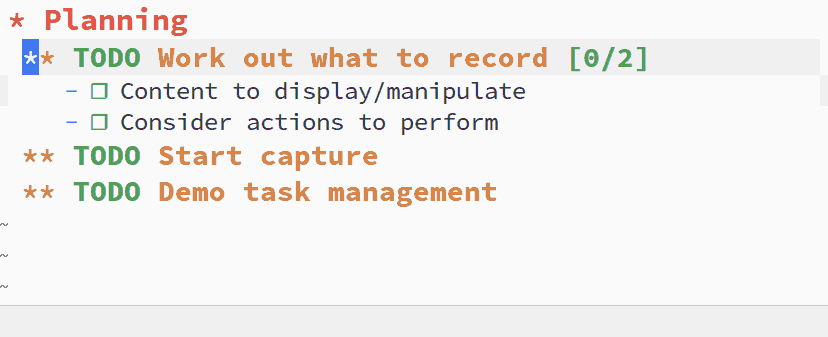 * Planning
** TODO Work out what to record [0/2]
- ☐ Content to display/manipulate
- ☐ Consider actions to perform
** TODO Start capture
** TODO Demo task management
~
~
~